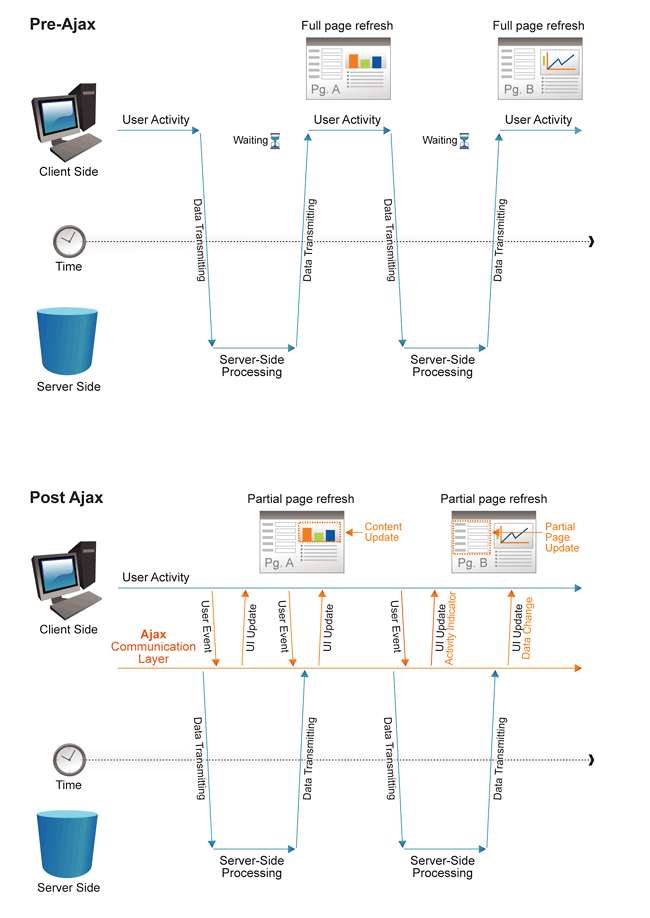 Pre-Ajax
Full page refresh
Full page refresh
Pg. A
Pg. B
User Activity
User Activity
User Activity
Waiting
Waiting
Client Side
Data Transmitting
Data Transmitting
Data Transmitting
Data Transmitting
Time
Server-Side
Processing
Server-Side
Processing
Server Side
Post Ajax
Partial page refresh
Partial page refresh
Content
Update
Partial
Page
Update
Pg. A
Pg. B
User Activity
Client Side
User Event
UI Update
User Event
UI Update
User Event
UI Update
Activity Indicator
UI Update
Data Change
Ajax
Communication
Layer
Data Transmitting
Data Transmitting
Data Transmitting
Data Transmitting
Time
Server-Side
Processing
Server-Side
Processing
Server Side